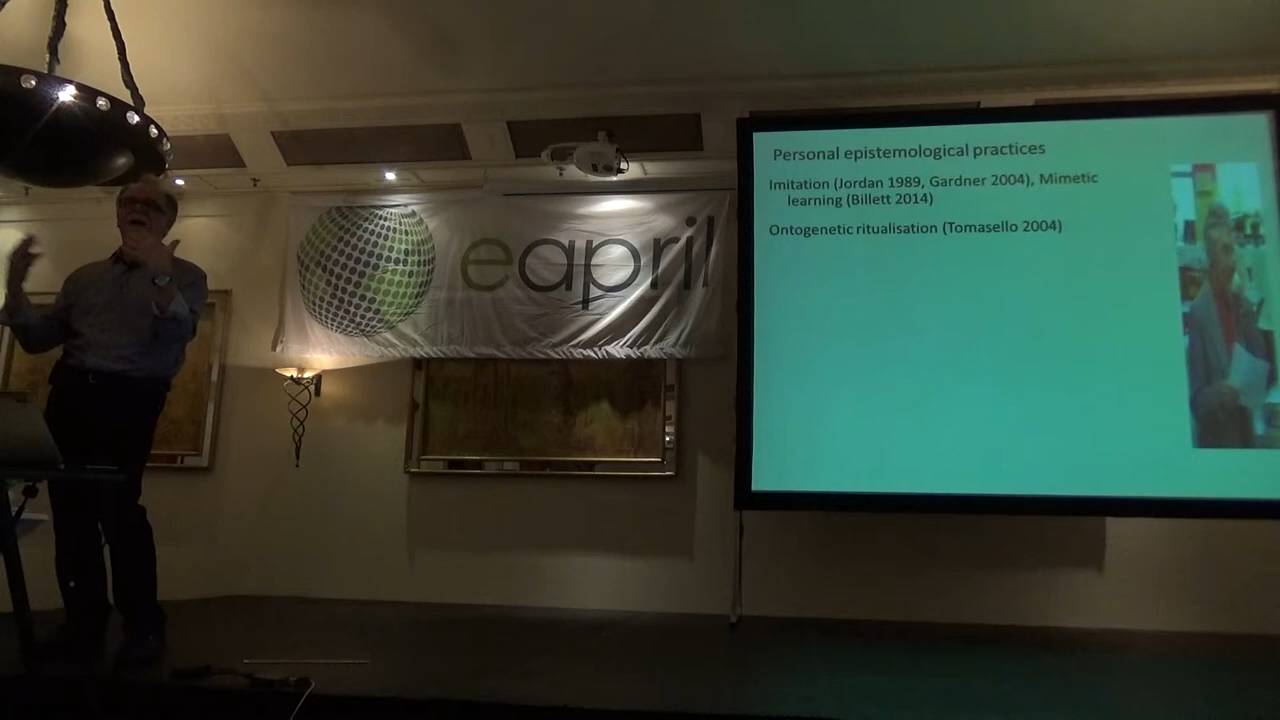 eapril
Personal epistemological practices
Imitation (Jordan 1989, Gardner 2004), Mimetic
learning (Billett 2014)
Ontogenetic ritualisation (Tomasello 2004)